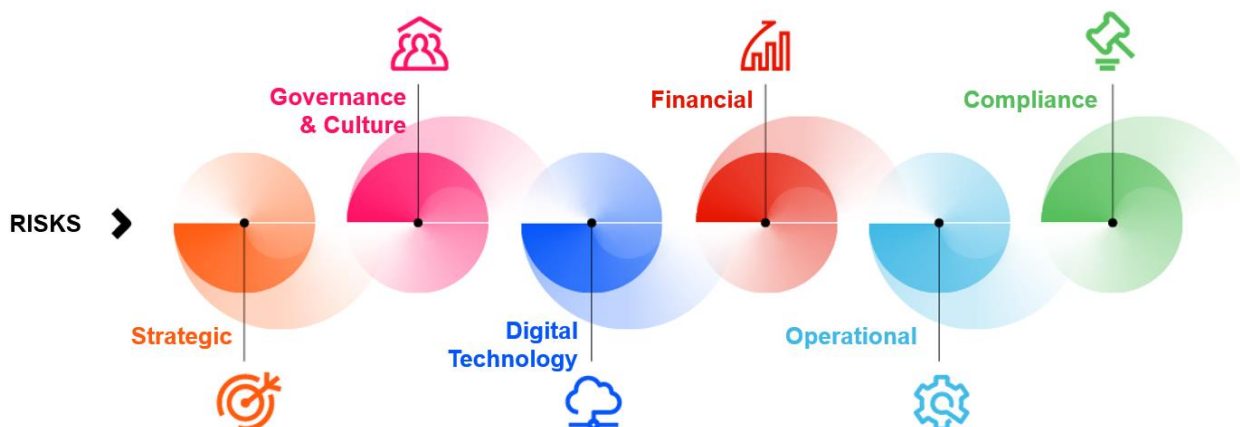 RISKS
Strategic
Governance
& Culture
Digital
Technology
Financial
Operational
Compliance